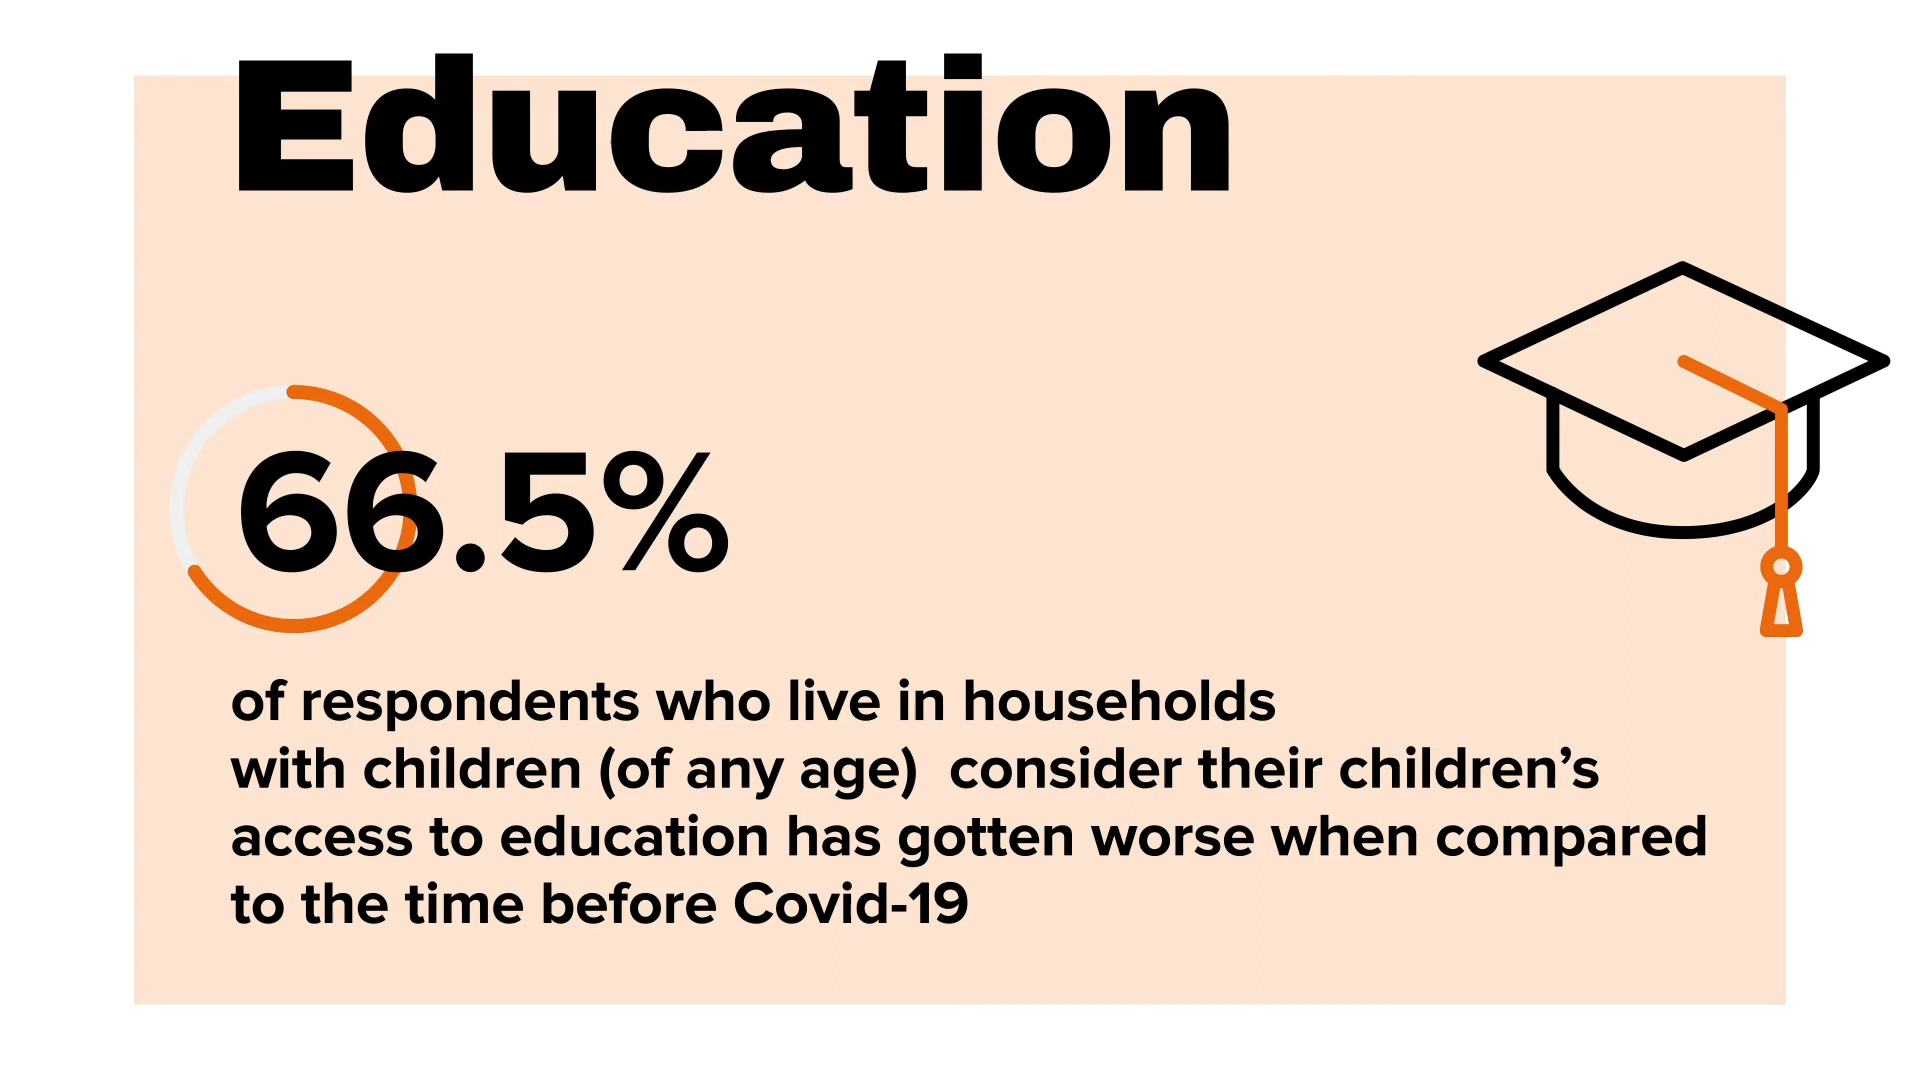 Education
66.5%
of respondents who live in households
with children (of any age)  consider their children’s
access to education has gotten worse when compared
to the time before Covid-19